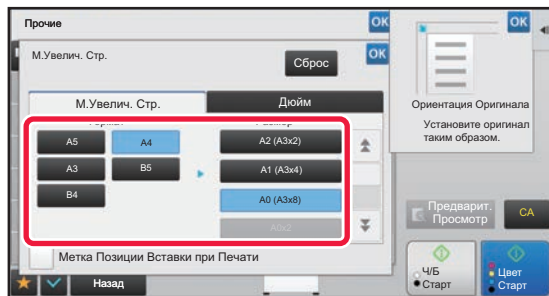 Прочие
OK
OK
М.Увелич. Стр.
Сброс
OK
М.Увелич. Стр.
Дюйм
A5
A4
A3
B5
B4
A2 (A3x2)
A1 (A3x4)
A0 (A3x8)
A0x2
Метка Позиции Вставки при Печати
Назад
Ориентация Оригинала
Установите оригинал
таким образом.
Предварит.
Просмотр
CA
Ч/Б
Старт
Цвет
Старт